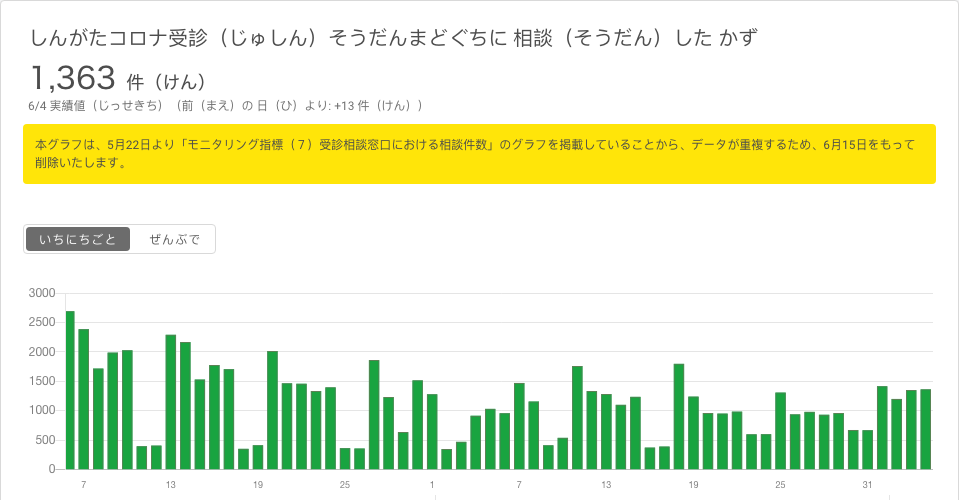 しんがたコロナ受診（じゅしん）そうだんまどぐちに 相談（そうだん）した かず
1,363 件（けん）
6/4 実績値（じっせきち）（前（まえ）の 日（ひ）より: +13 件（けん））
本グラフは、5月22日より「モニタリング指標（７）受診相談窓口における相談件数」のグラフを掲載していることから、データが重複するため、6月15日をもって
削除いたします。
いちにちごと ぜんぶで
3000
2500
2000
1500
1000
500
0
7 13 19 25 1 7 13 19 25 31